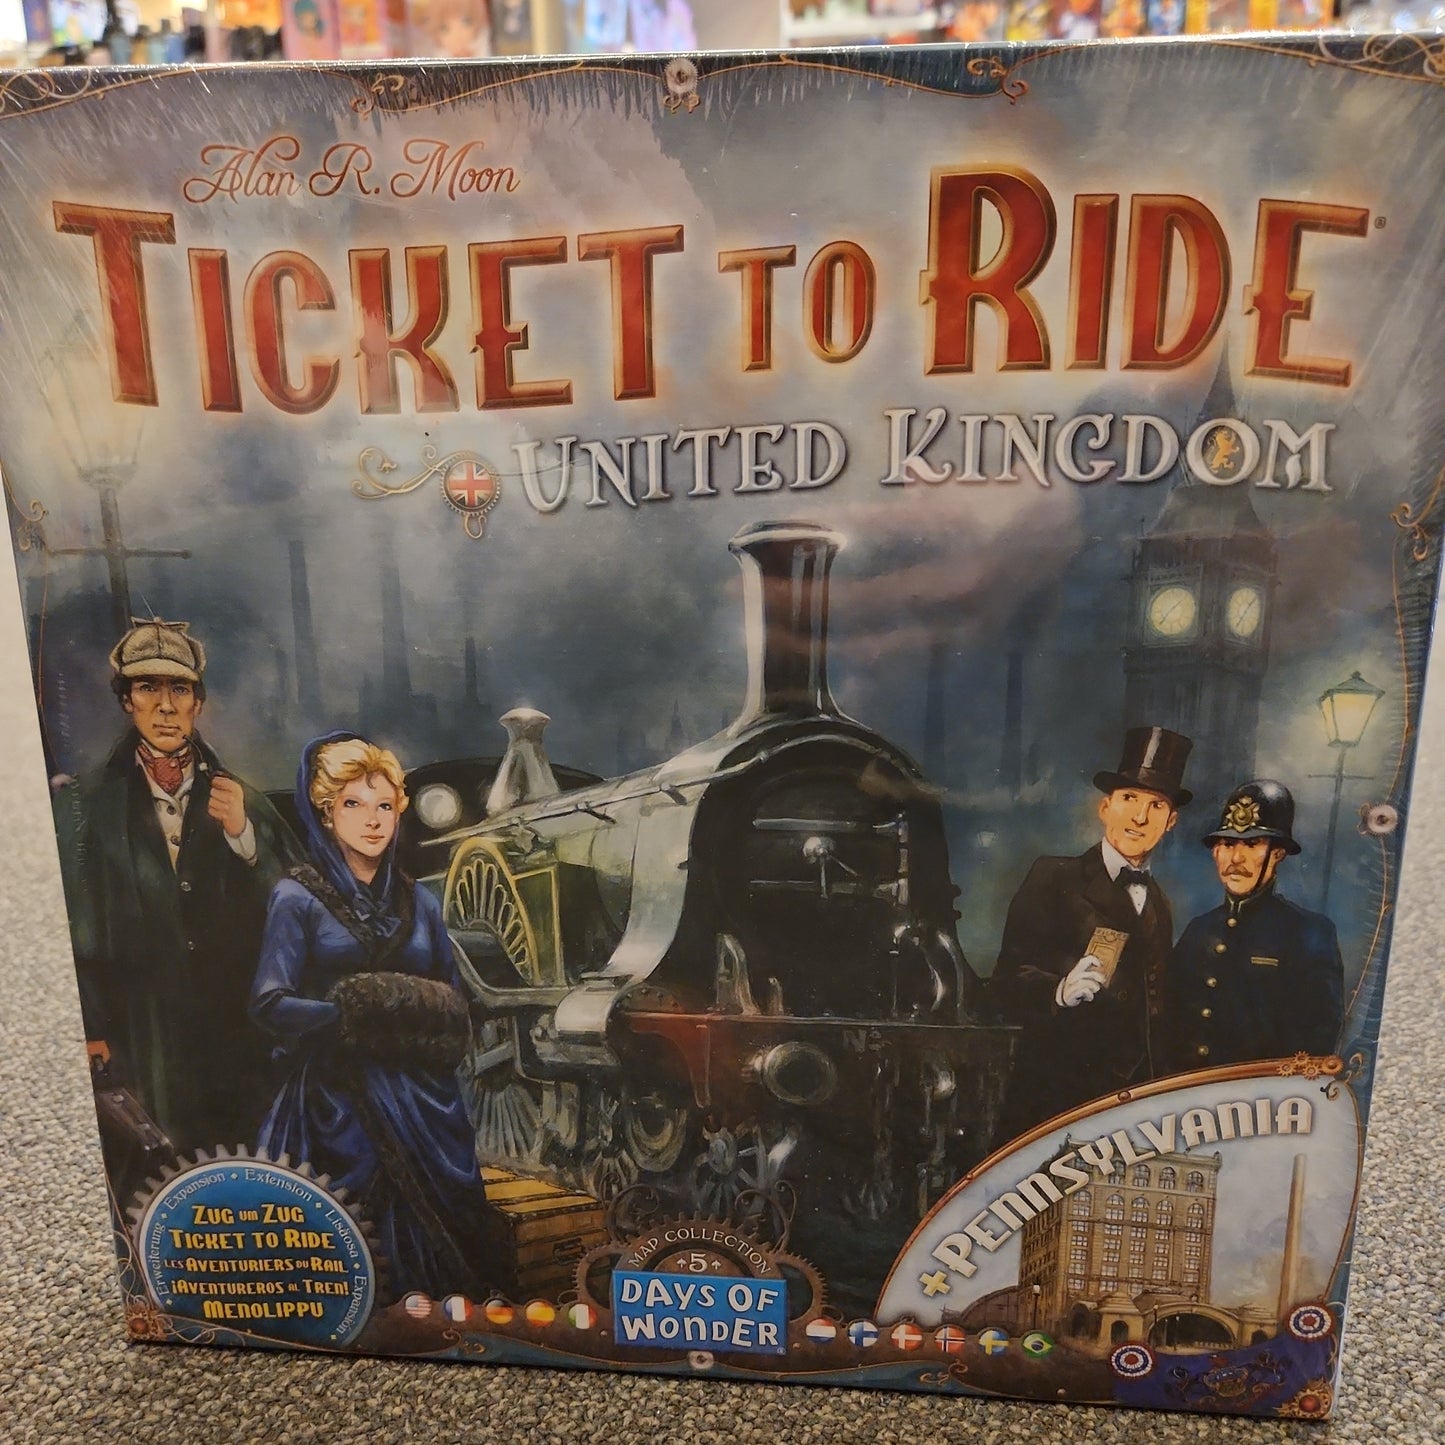 Alan R. Moon
TICKET TO RIDE®
UNITED KINGDOM
+PENNSYLVANIA
Erweiterung • Expansion • Extension • Lisäosa • Expansión
ZUG UM ZUG
TICKET TO RIDE
LES AVENTURIERS DU RAIL
¡AVENTUREROS AL TREN!
MENOLIPPU
MAP COLLECTION
5
DAYS OF
WONDER